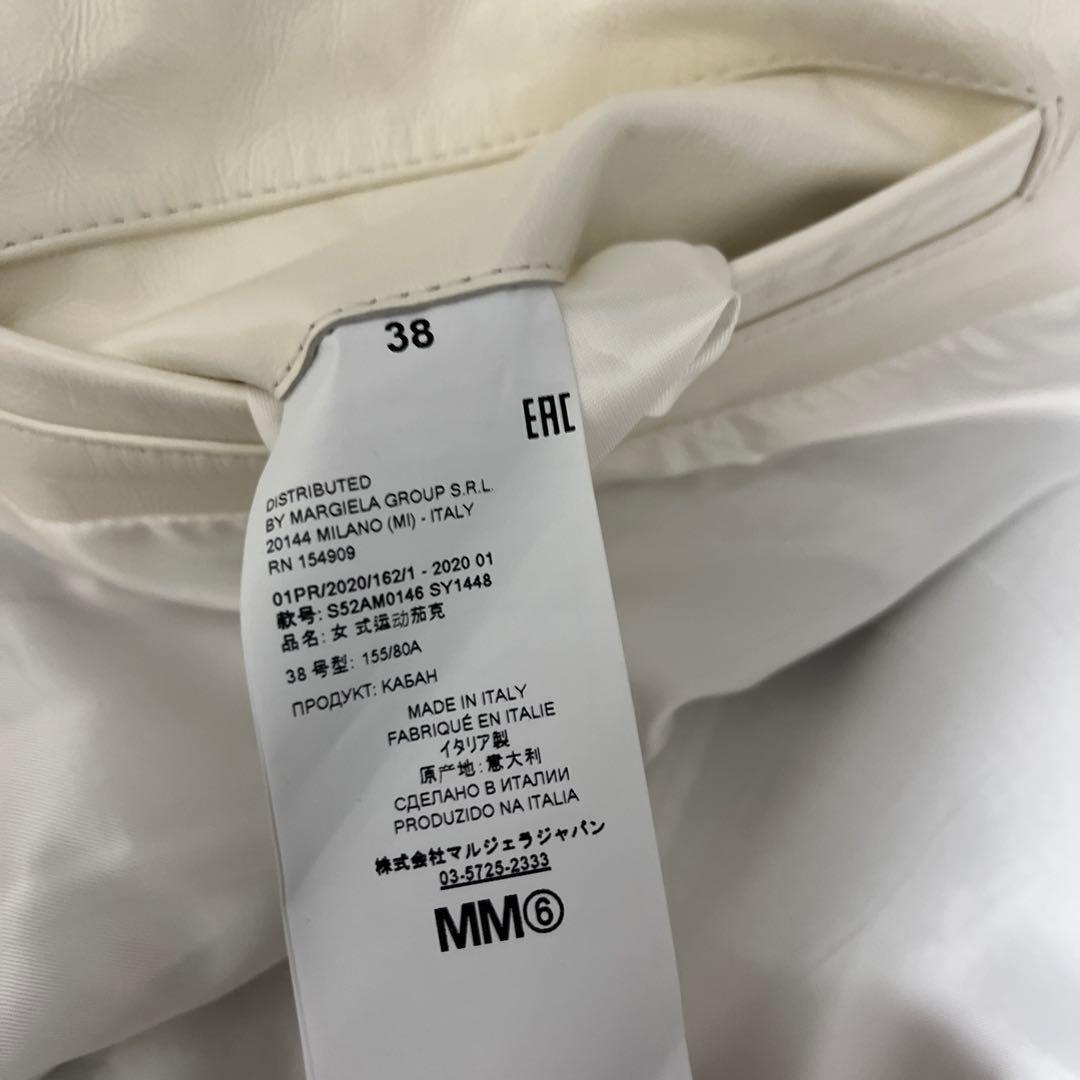 38
EAC
DISTRIBUTED
BY MARGIELA GROUP S.R.L.
20144 MILANO (MI) - ITALY
RN 154909
01PR/2020/162/1 - 2020 01
款号: S52AM0146 SY1448
品名: 女 式运动茄克
38 号型: 155/80A
ПРОДУКТ: КАБАН
MADE IN ITALY
FABRIQUÉ EN ITALIE
イタリア製
原产地: 意大利
СДЕЛАНО В ИТАЛИИ
PRODUZIDO NA ITALIA
株式会社マルジェラジャパン
03-5725-2333
MM⑥